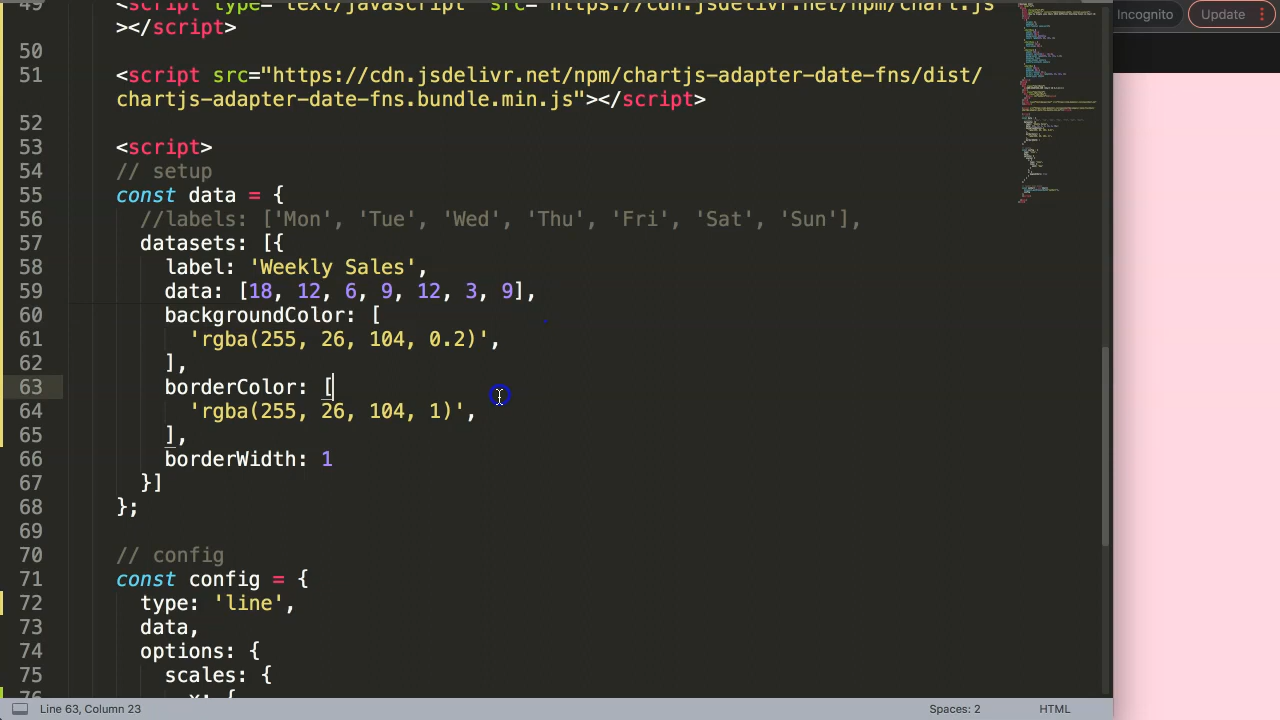 Incognito
Update
49 <script type="text/javascript" src="https://cdn.jsdelivr.net/npm/chart.js
></script>
50
51 <script src="https://cdn.jsdelivr.net/npm/chartjs-adapter-date-fns/dist/
chartjs-adapter-date-fns.bundle.min.js"></script>
52
53 <script>
54 // setup
55 const data = {
56 //labels: ['Mon', 'Tue', 'Wed', 'Thu', 'Fri', 'Sat', 'Sun'],
57 datasets: [{
58 label: 'Weekly Sales',
59 data: [18, 12, 6, 9, 12, 3, 9],
60 backgroundColor: [
61 'rgba(255, 26, 104, 0.2)',
62 ],
63 borderColor: [
64 'rgba(255, 26, 104, 1)',
65 ],
66 borderWidth: 1
67 }]
68 };
69
70 // config
71 const config = {
72 type: 'line',
73 data,
74 options: {
75 scales: {
76 x: {
Line 63, Column 23
Spaces: 2
HTML